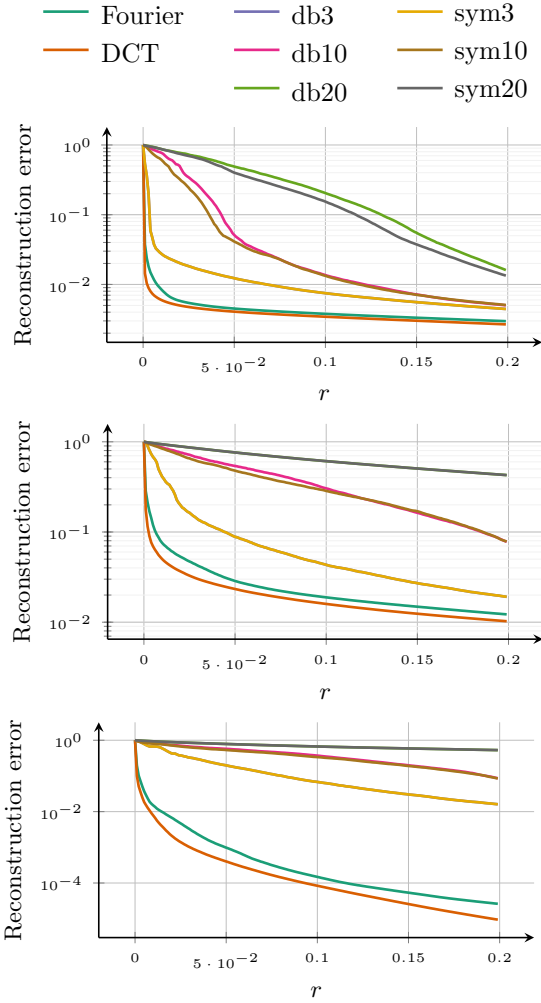 Fourier db3 sym3
DCT db10 sym10
db20 sym20
Reconstruction error
10^0
10^−1
10^−2
0 5 · 10^−2 0.1 0.15 0.2
r
Reconstruction error
10^0
10^−1
10^−2
0 5 · 10^−2 0.1 0.15 0.2
r
Reconstruction error
10^0
10^−2
10^−4
0 5 · 10^−2 0.1 0.15 0.2
r